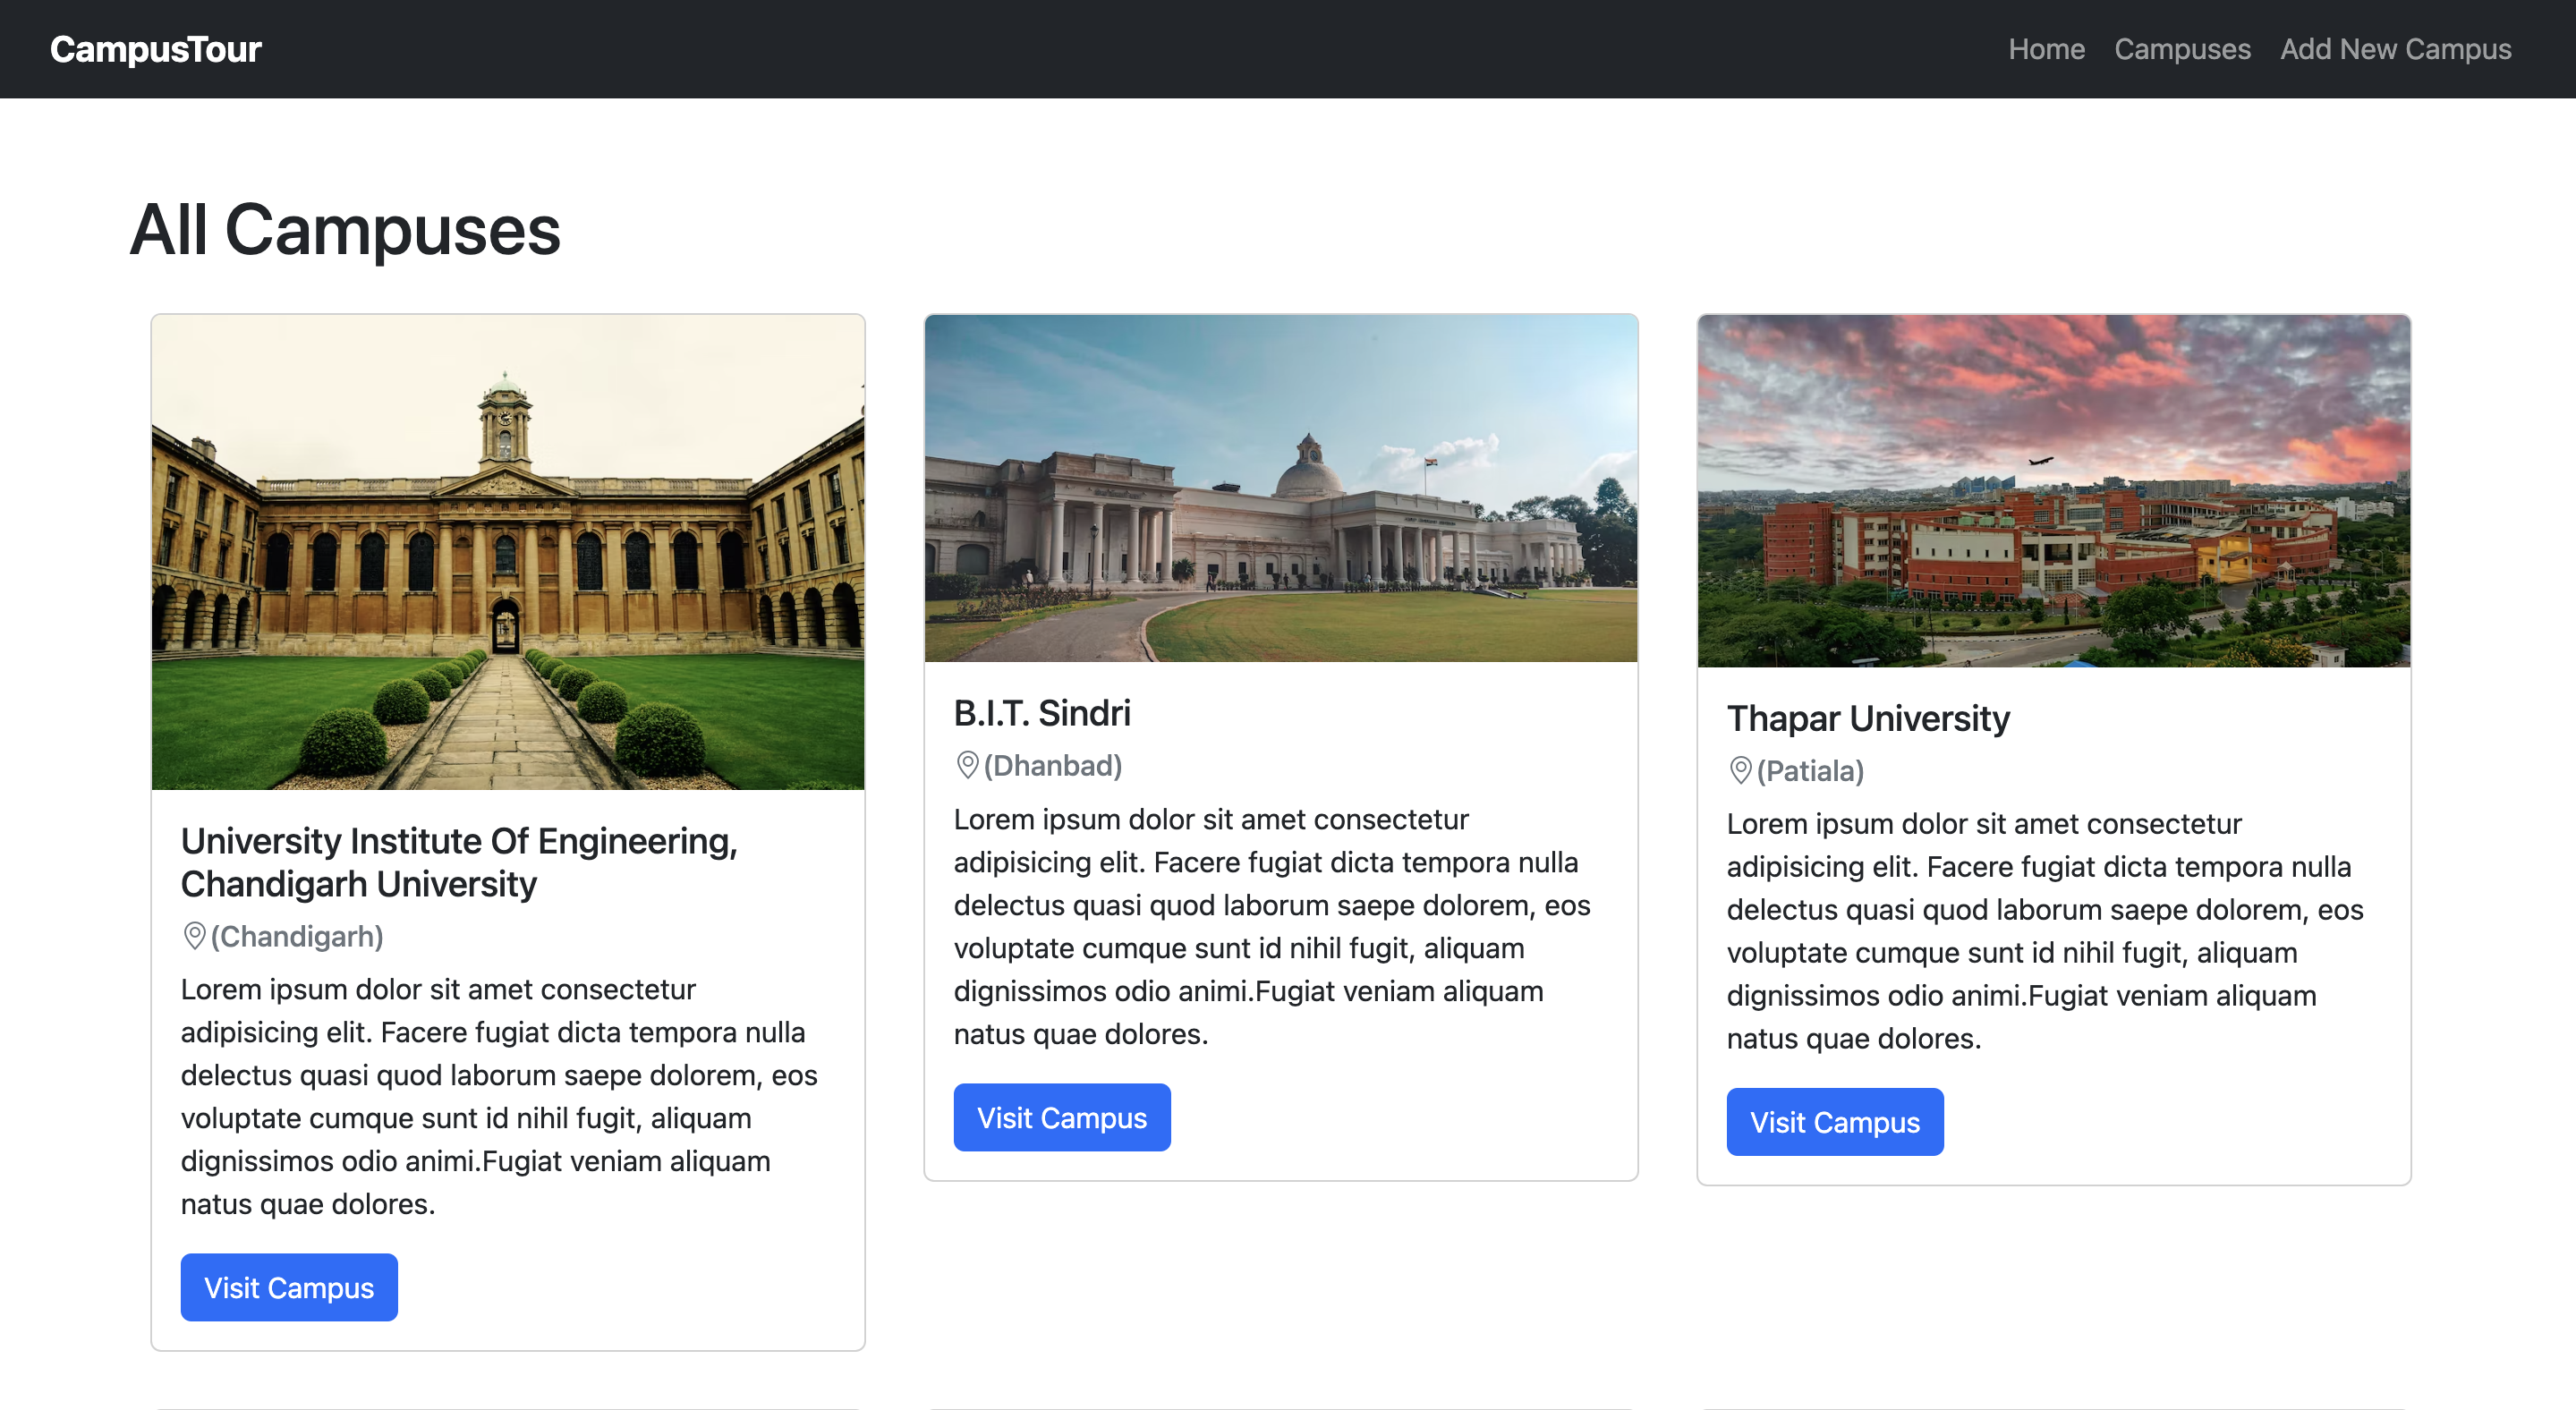 CampusTour
Home Campuses Add New Campus
All Campuses
University Institute Of Engineering,
Chandigarh University
(Chandigarh)
Lorem ipsum dolor sit amet consectetur
adipisicing elit. Facere fugiat dicta tempora nulla
delectus quasi quod laborum saepe dolorem, eos
voluptate cumque sunt id nihil fugit, aliquam
dignissimos odio animi.Fugiat veniam aliquam
natus quae dolores.
Visit Campus
B.I.T. Sindri
(Dhanbad)
Lorem ipsum dolor sit amet consectetur
adipisicing elit. Facere fugiat dicta tempora nulla
delectus quasi quod laborum saepe dolorem, eos
voluptate cumque sunt id nihil fugit, aliquam
dignissimos odio animi.Fugiat veniam aliquam
natus quae dolores.
Visit Campus
Thapar University
(Patiala)
Lorem ipsum dolor sit amet consectetur
adipisicing elit. Facere fugiat dicta tempora nulla
delectus quasi quod laborum saepe dolorem, eos
voluptate cumque sunt id nihil fugit, aliquam
dignissimos odio animi.Fugiat veniam aliquam
natus quae dolores.
Visit Campus